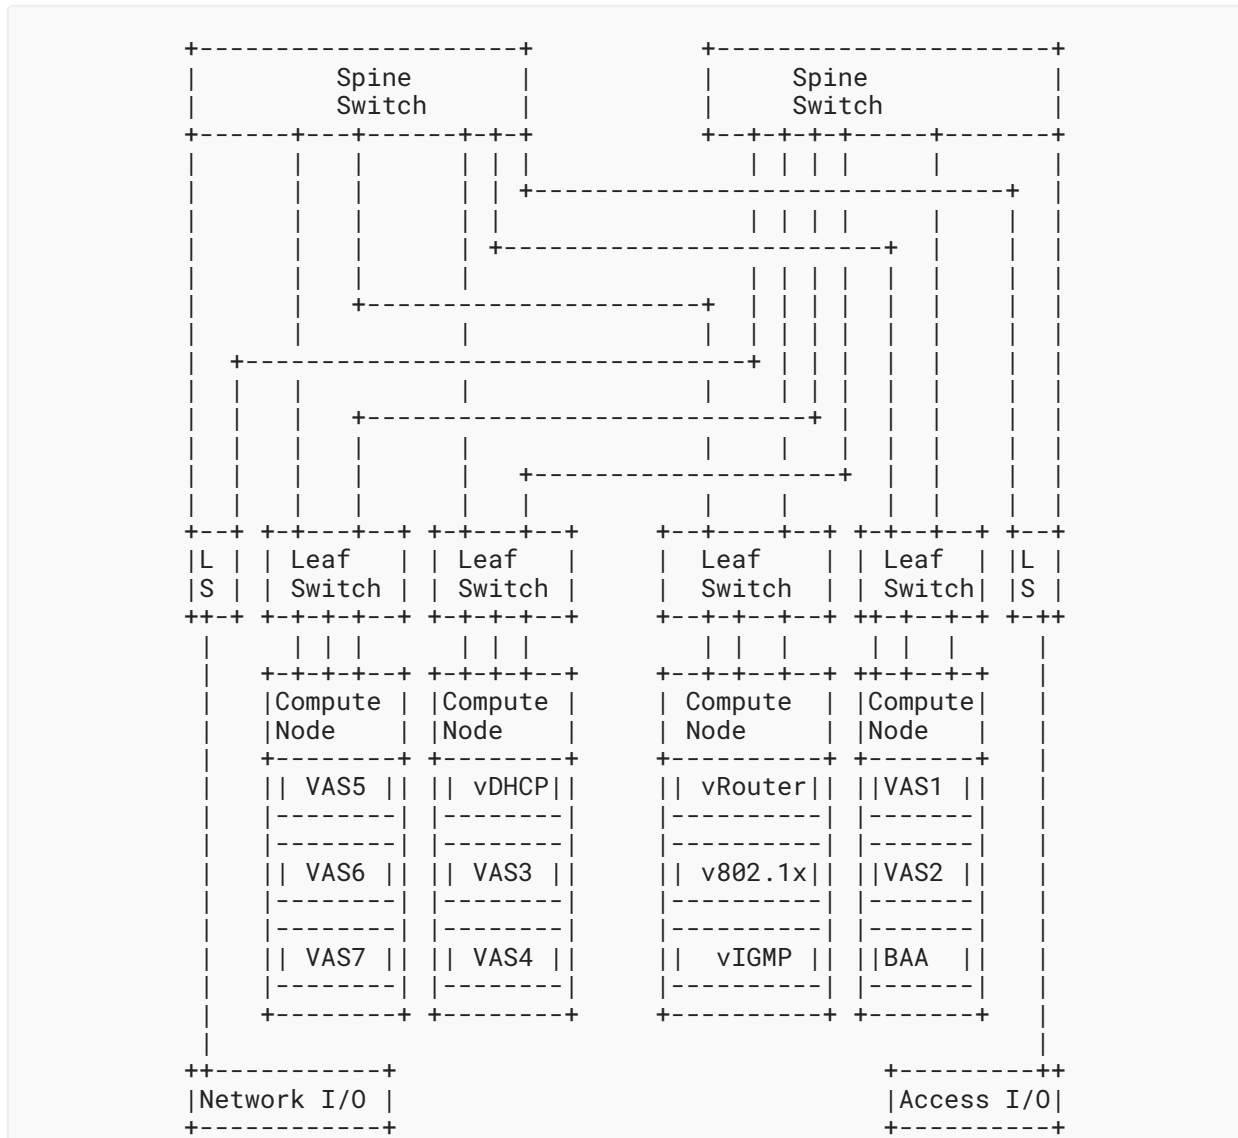 Spine Spine
Switch Switch
L Leaf Leaf Leaf Leaf L
S Switch Switch Switch Switch S
Compute Compute Compute Compute
Node Node Node Node
VAS5 vDHCP vRouter VAS1
VAS6 VAS3 v802.1x VAS2
VAS7 VAS4 vIGMP BAA
Network I/O Access I/O